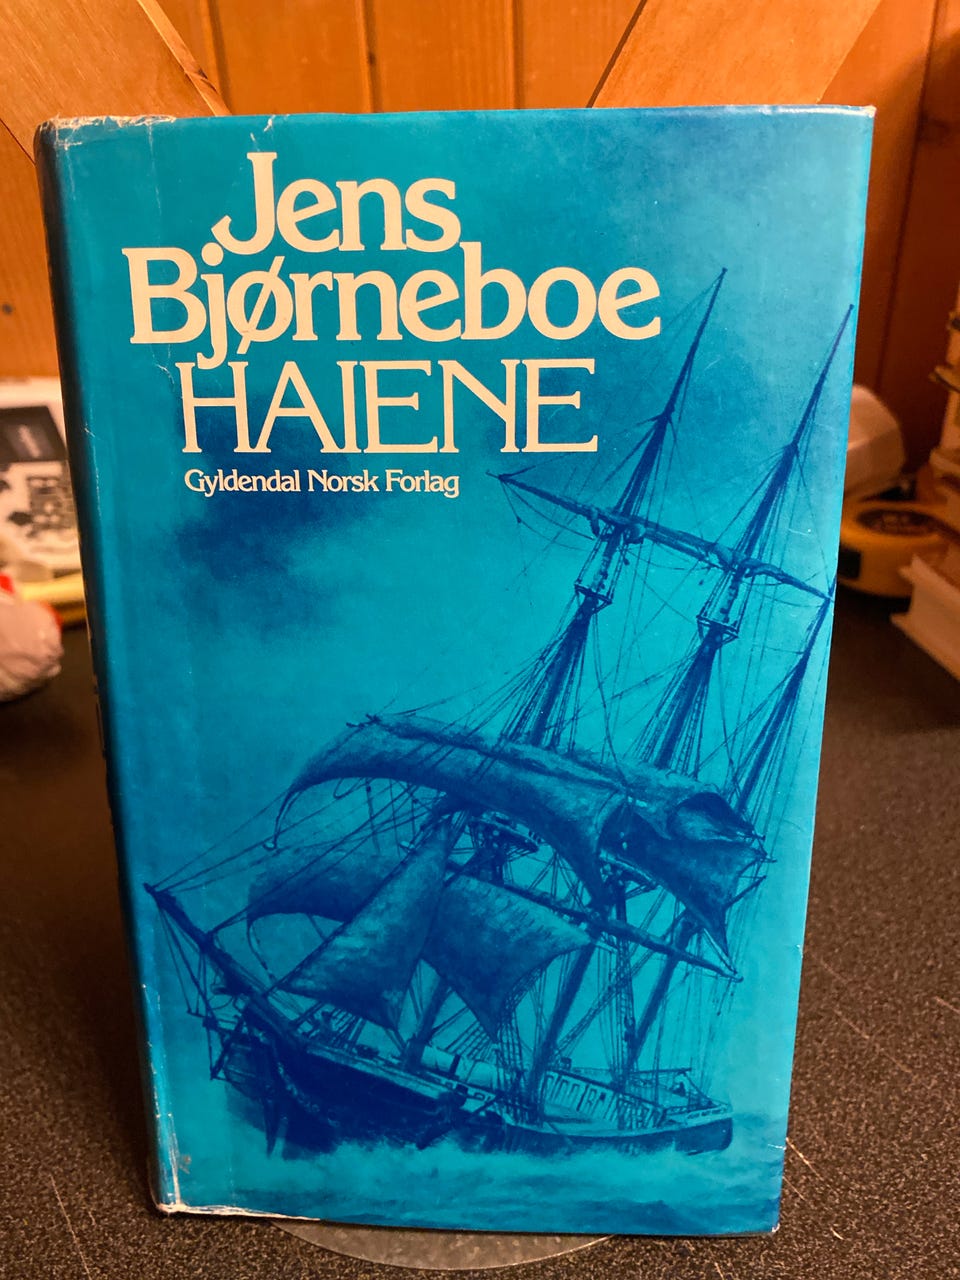 Jens
Bjørneboe
HAIENE
Gyldendal Norsk Forlag